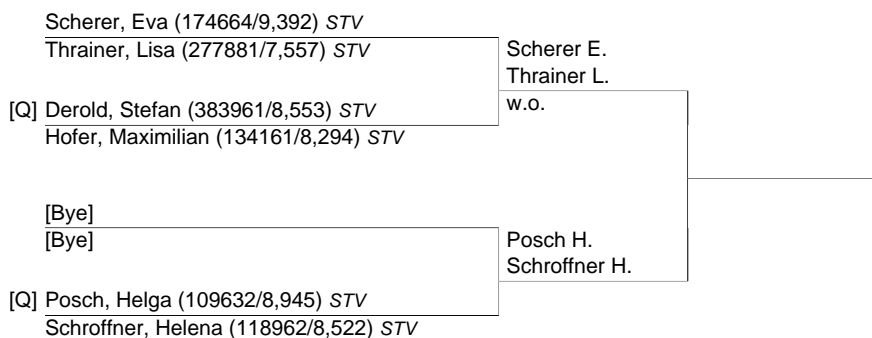 Scherer, Eva (174664/9,392) STV
Thrainer, Lisa (277881/7,557) STV
Scherer E.
Thrainer L.
w.o.
[Q] Derold, Stefan (383961/8,553) STV
Hofer, Maximilian (134161/8,294) STV
[Bye]
[Bye]
Posch H.
Schroffner H.
[Q] Posch, Helga (109632/8,945) STV
Schroffner, Helena (118962/8,522) STV